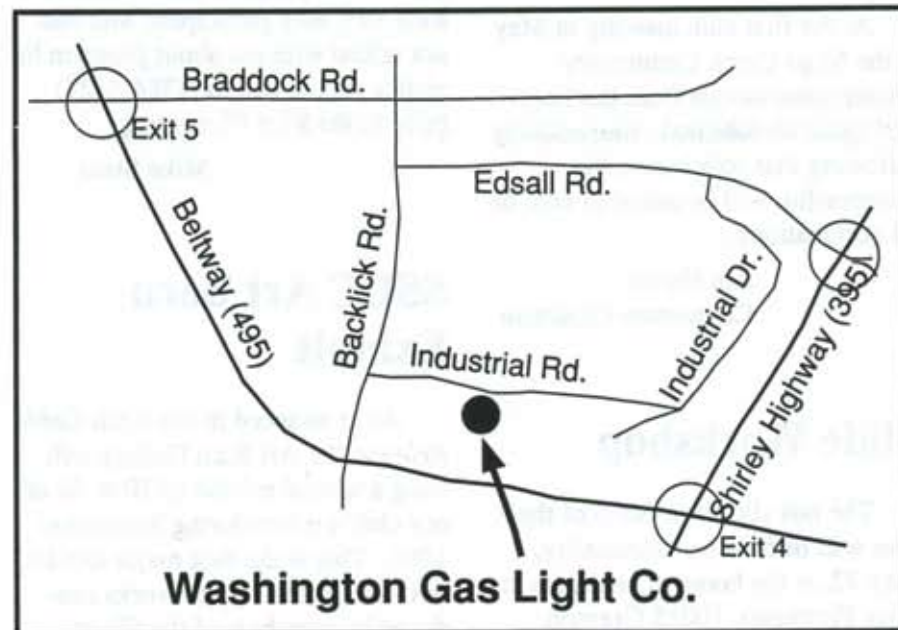 Braddock Rd.
Exit 5
Edsall Rd.
Beltway (495)
Backlick Rd.
Industrial Dr.
Industrial Rd.
Shirley Highway (395)
Exit 4
Washington Gas Light Co.